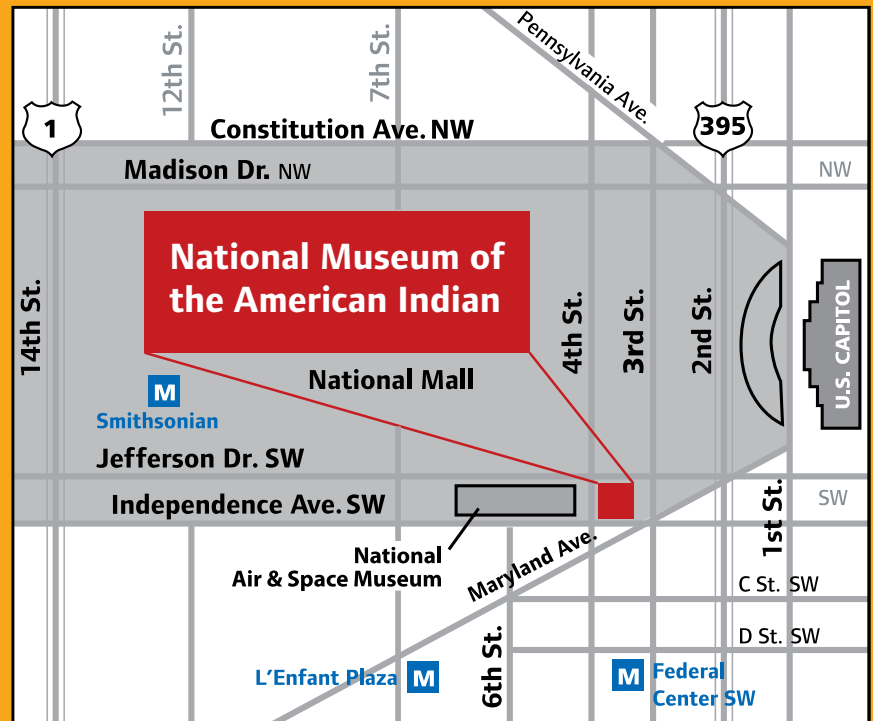 12th St.
7th St.
Pennsylvania Ave.
1
Constitution Ave. NW
395
Madison Dr. NW
NW
National Museum of
the American Indian
14th St.
4th St.
3rd St.
2nd St.
U.S. CAPITOL
National Mall
M
Smithsonian
Jefferson Dr. SW
Independence Ave. SW
SW
1st St.
National
Air & Space Museum
Maryland Ave.
C St. SW
D St. SW
6th St.
L’Enfant Plaza M
M Federal
Center SW